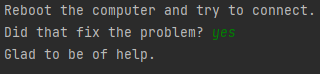 Reboot the computer and try to connect.
Did that fix the problem? yes
Glad to be of help.